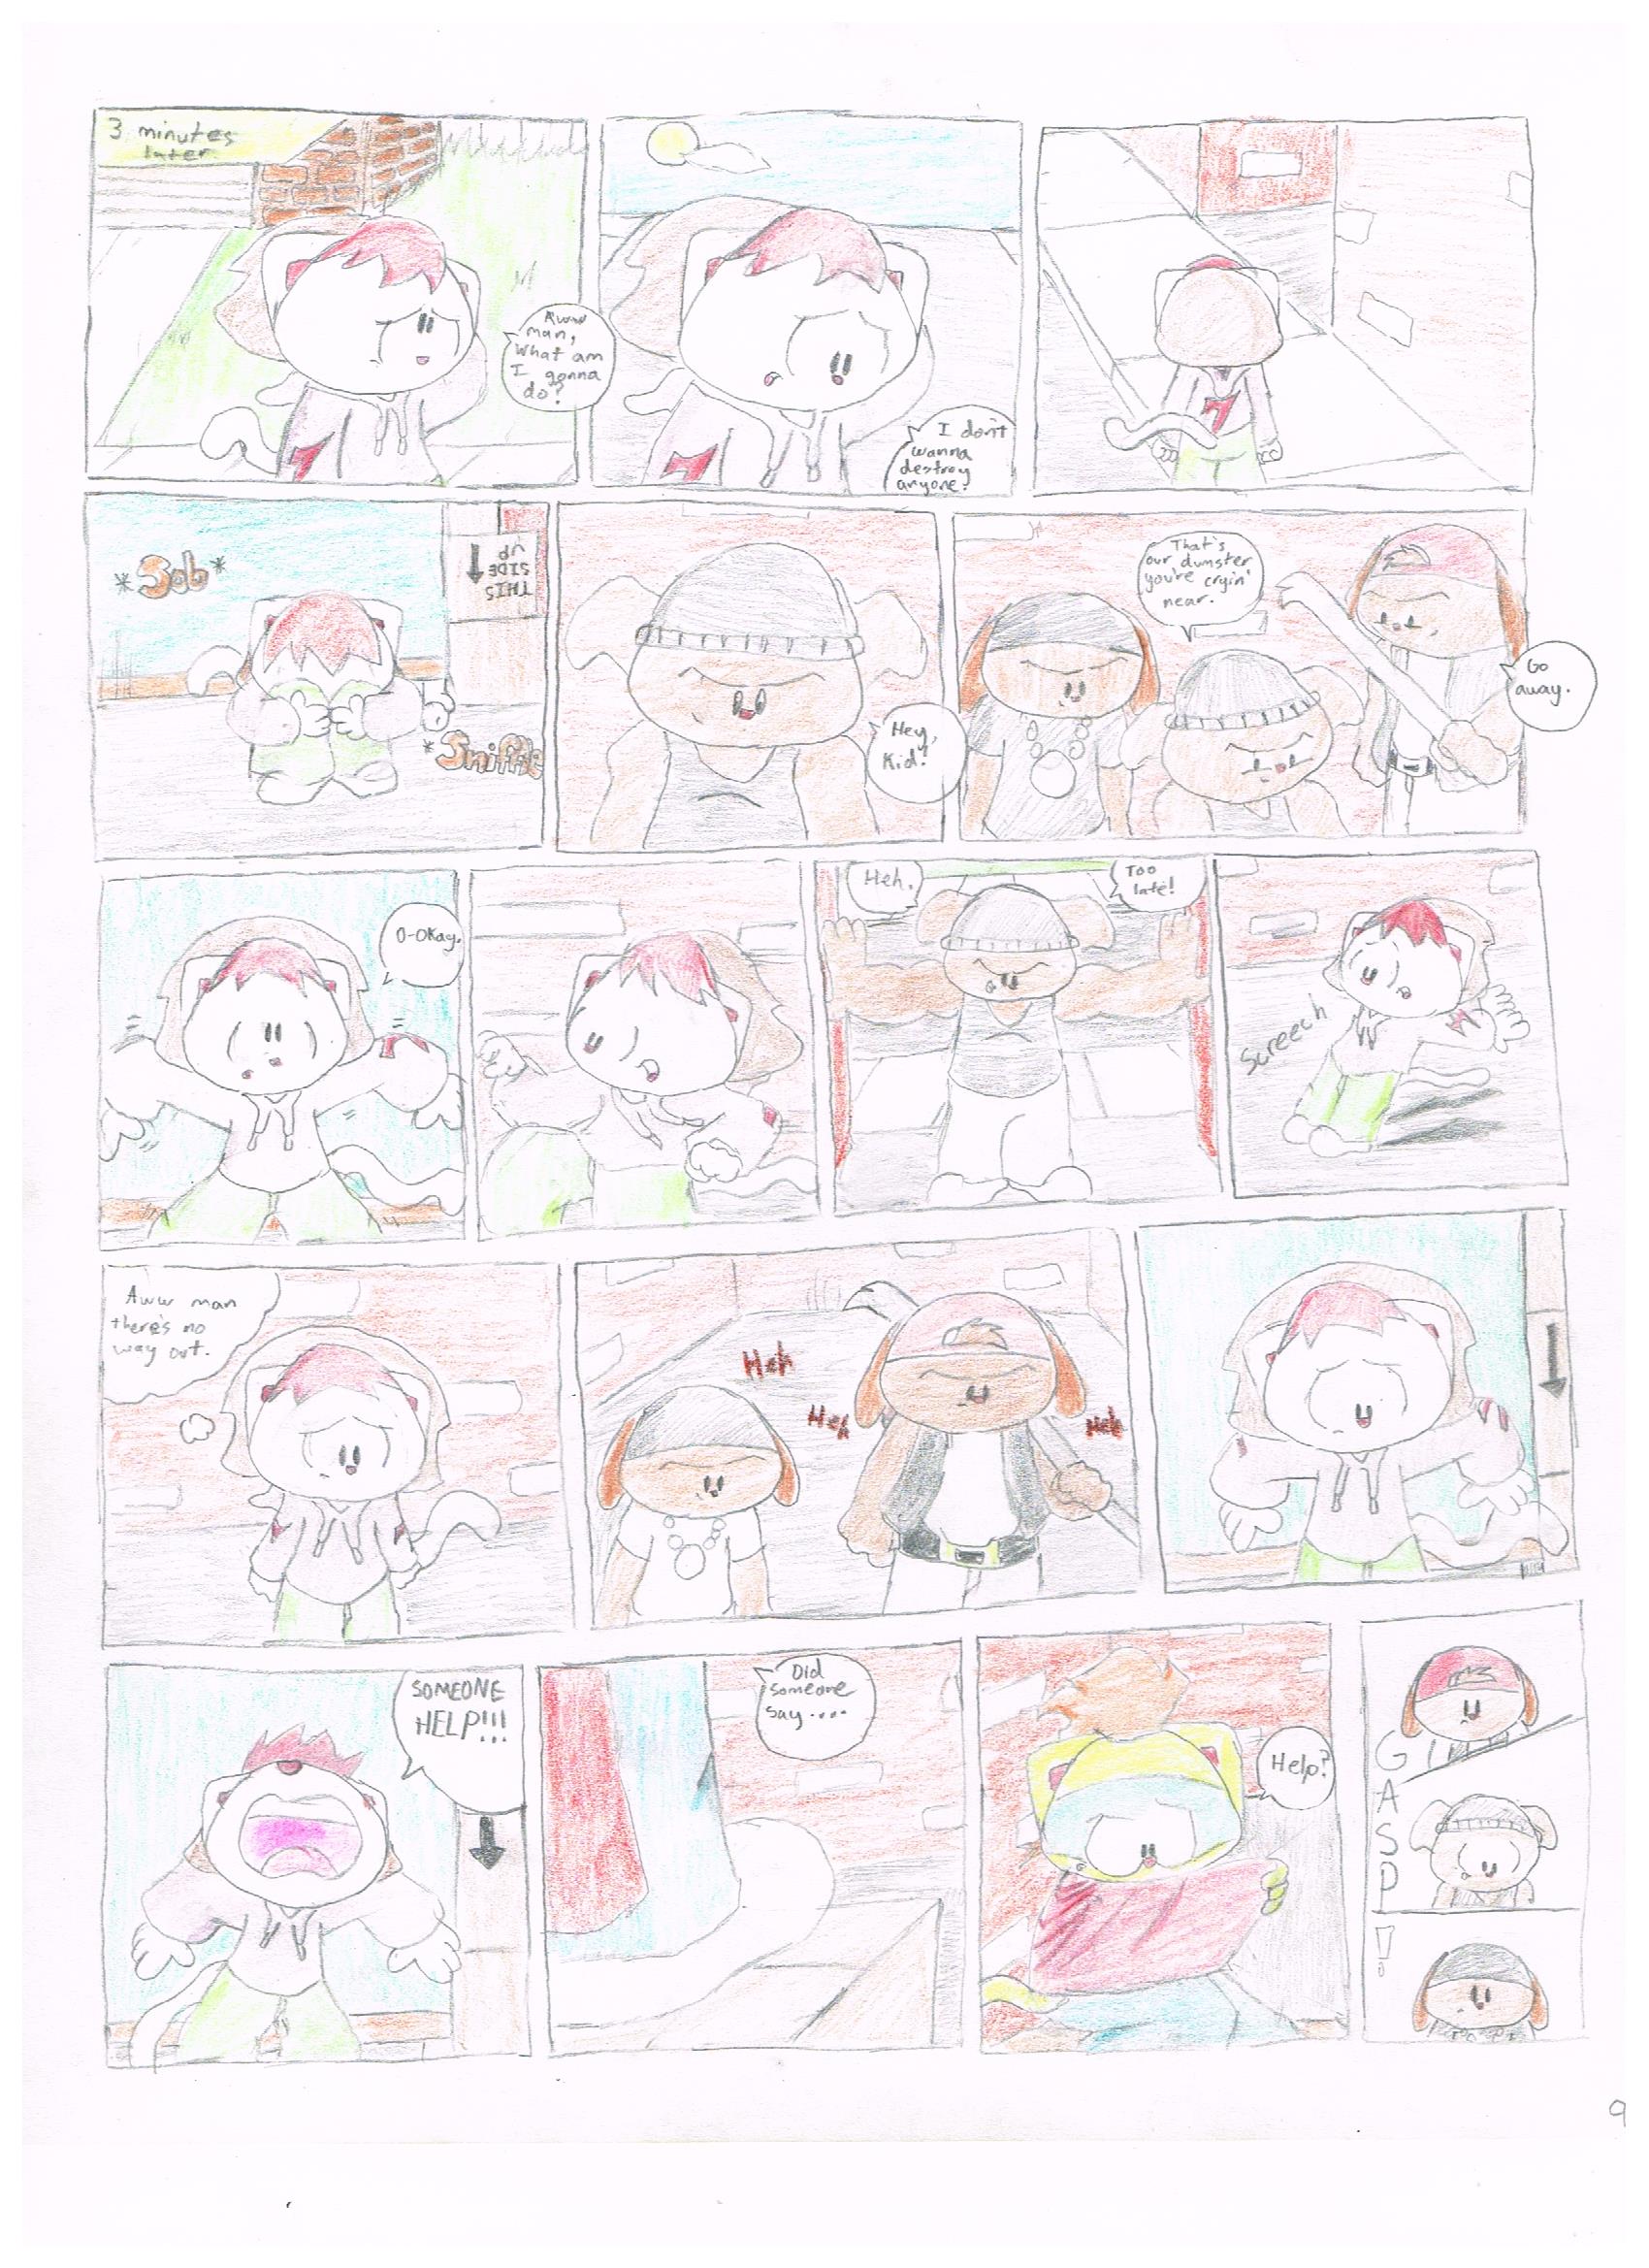 3 minutes
later.
Aww
man,
What am
I gonna
do?
I don't
wanna
destroy
anyone!
*Sob*
THIS
SIDE
UP
*Sniffle
Hey,
Kid!
That's
our dumster
you're cryin'
near.
Go
away.
O-Okay.
Heh.
Too
late!
Screech
Aww man
there's no
way out.
Heh
Heh
Heh
SOMEONE
HELP!!!
Did
someone
say....
Help?
GASP!
9